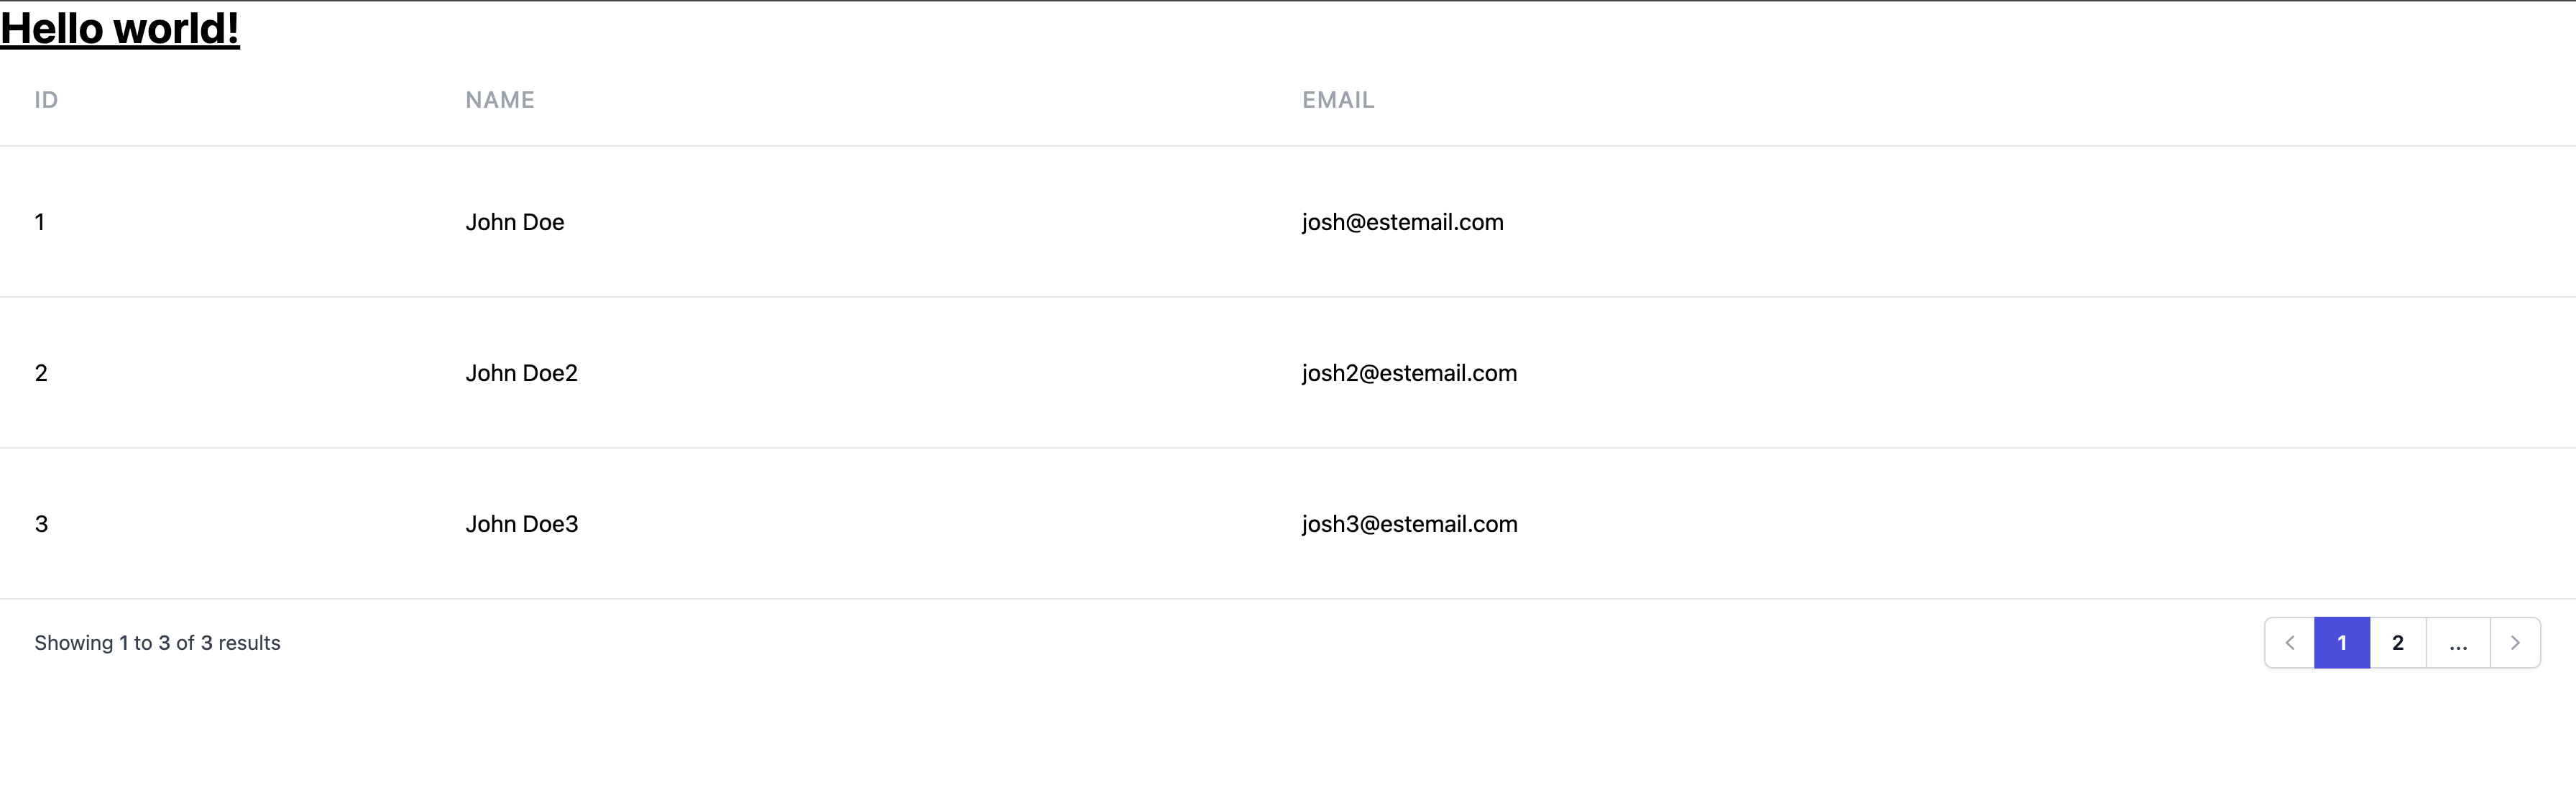 Hello world!
ID NAME EMAIL
1 John Doe josh@estemail.com
2 John Doe2 josh2@estemail.com
3 John Doe3 josh3@estemail.com
Showing 1 to 3 of 3 results < 1 2 ... >